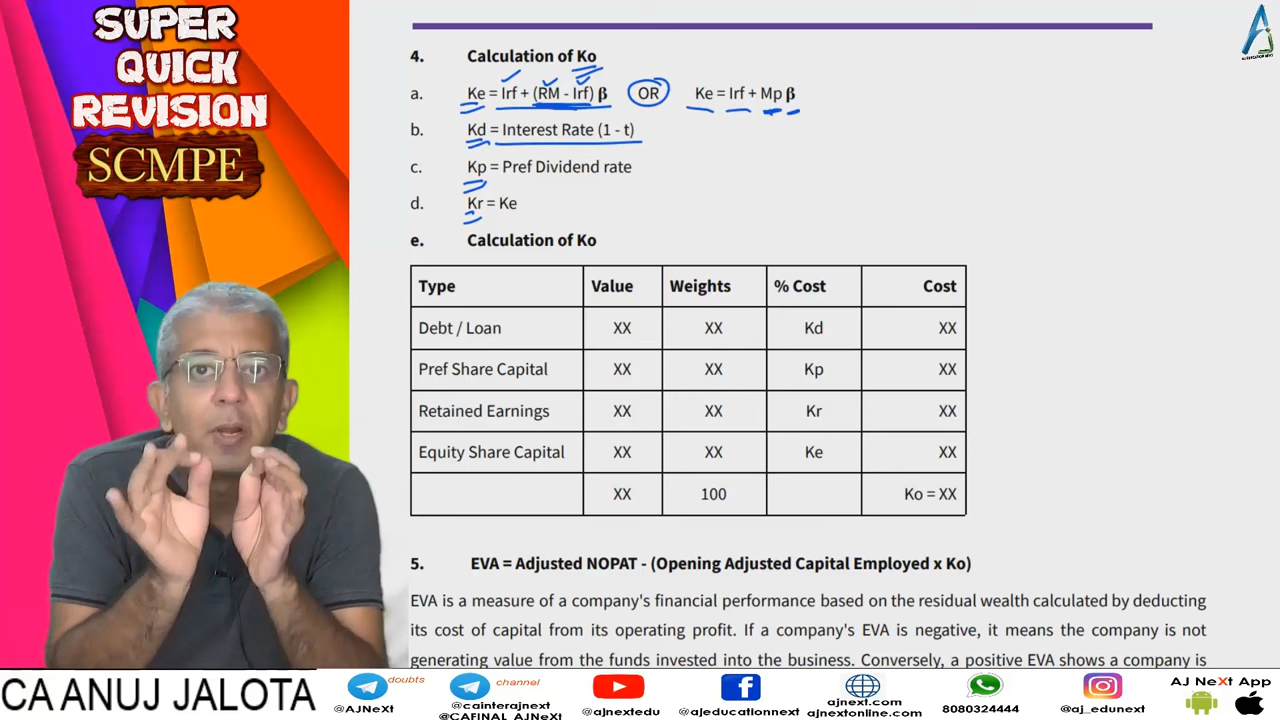 SUPER
QUICK
REVISION
SCMPE
4. Calculation of Ko
a. Ke = Irf + (RM - Irf) β OR Ke = Irf + Mp β
b. Kd = Interest Rate (1 - t)
c. Kp = Pref Dividend rate
d. Kr = Ke
e. Calculation of Ko
Type Value Weights % Cost Cost
Debt / Loan XX XX Kd XX
Pref Share Capital XX XX Kp XX
Retained Earnings XX XX Kr XX
Equity Share Capital XX XX Ke XX
XX 100 Ko = XX
5. EVA = Adjusted NOPAT - (Opening Adjusted Capital Employed x Ko)
EVA is a measure of a company's financial performance based on the residual wealth calculated by deducting
its cost of capital from its operating profit. If a company's EVA is negative, it means the company is not
generating value from the funds invested into the business. Conversely, a positive EVA shows a company is
CA ANUJ JALOTA
doubts
@AJNeXt
channel
@cainterajnext
@CAFINAL_AJNeXt
@ajnextedu
@ajeducationnext
ajnext.com
ajnextonline.com
8080324444
@aj_edunext
AJ NeXt App